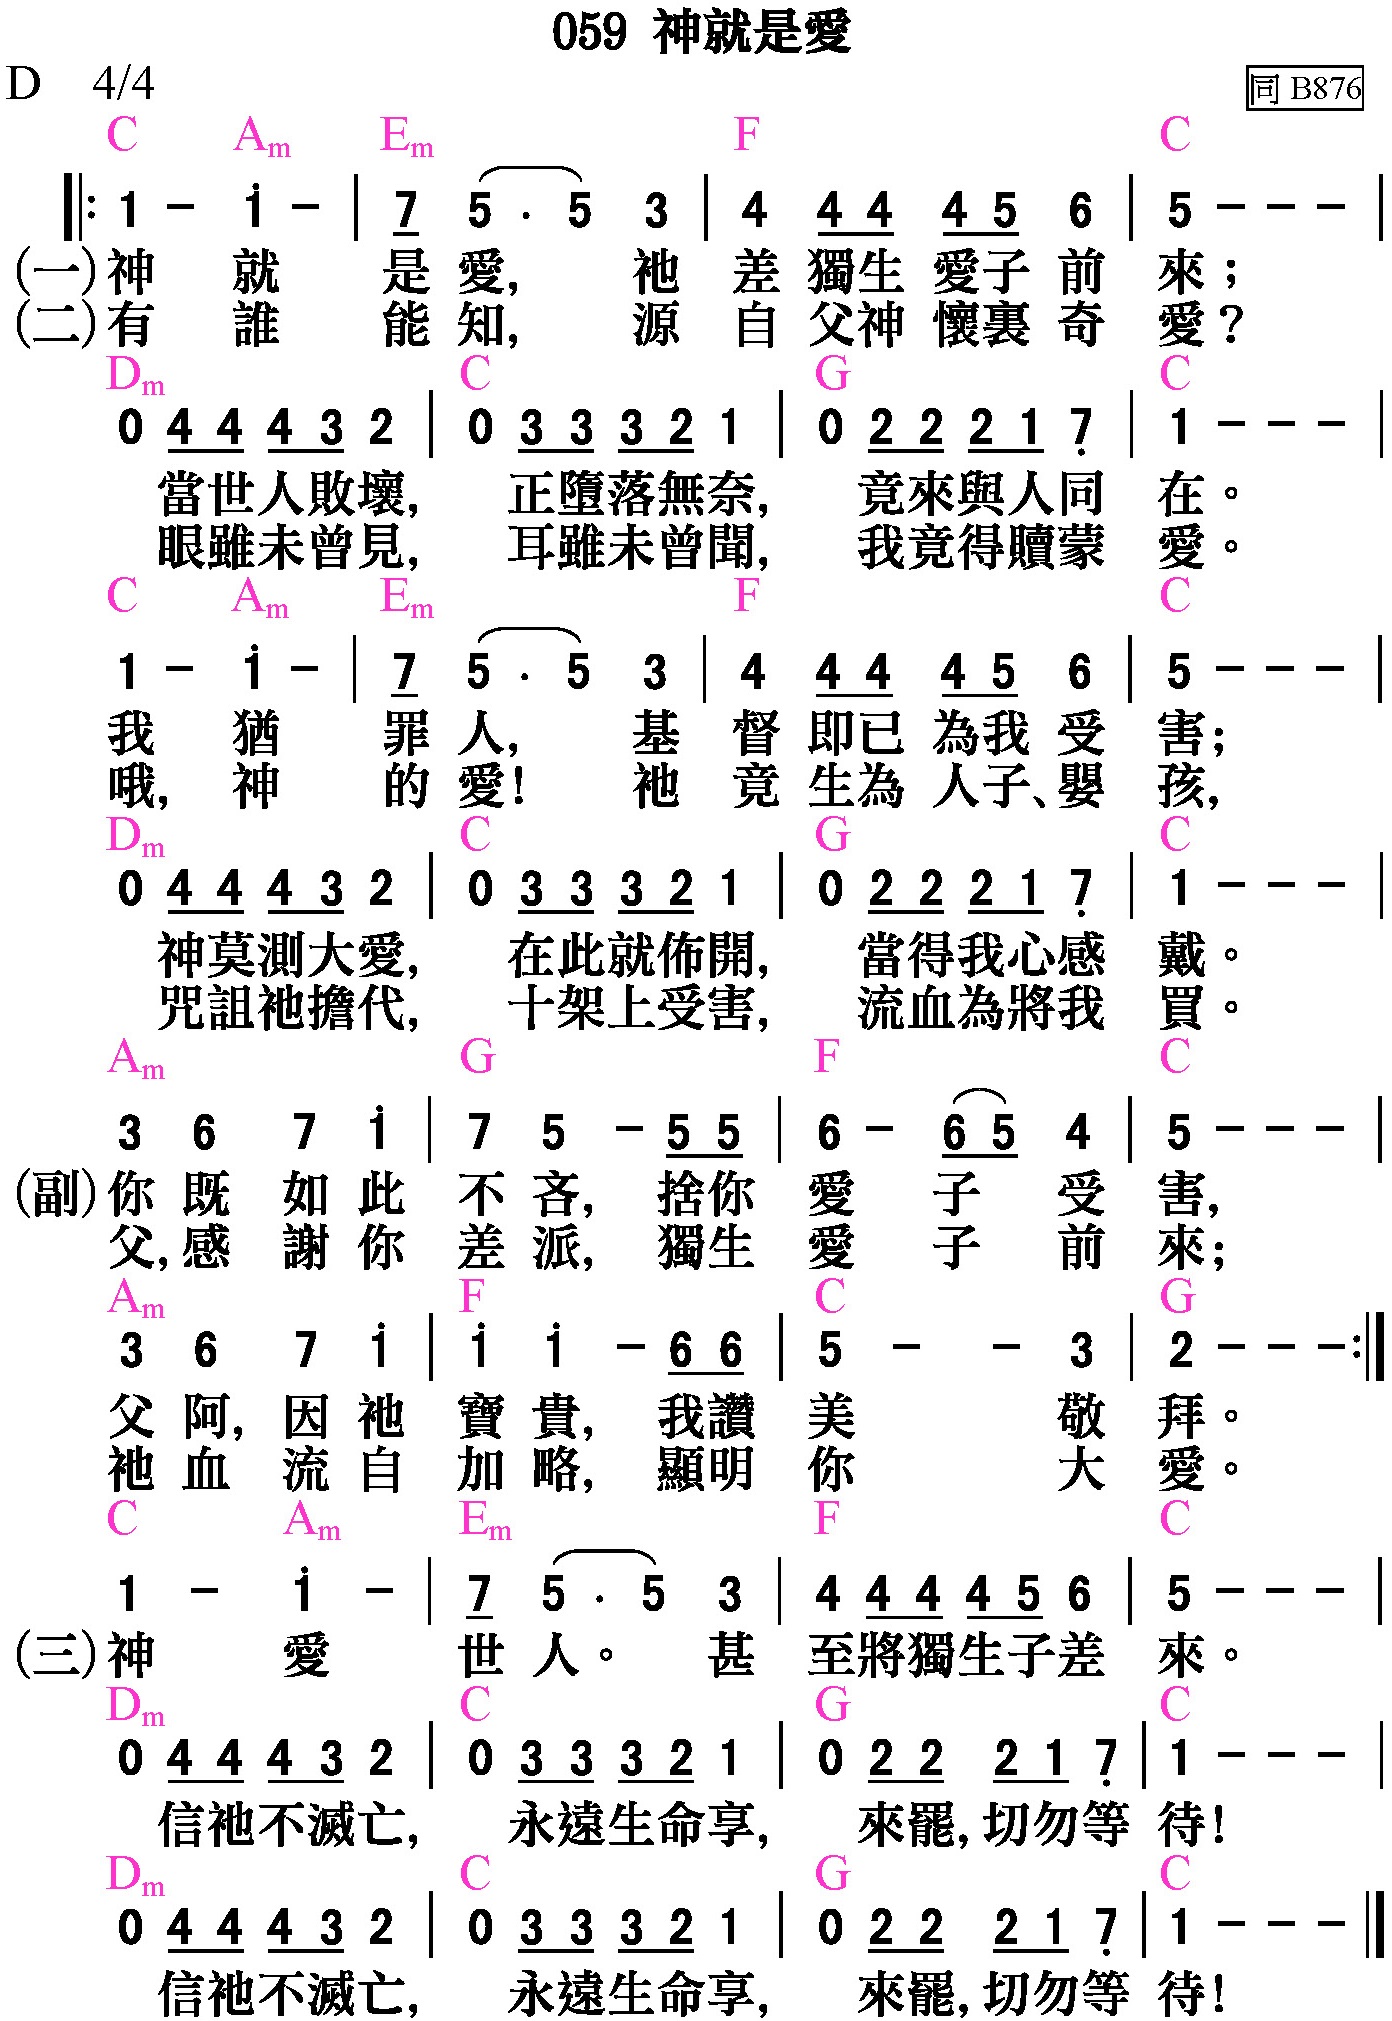 059 神就是愛
D 4/4 同 B876
C Am Em F C
1 - i - | 7 5 . 5 3 | 4 4 4 4 5 6 | 5 - - - |
(一)神 就 是 愛, 祂 差 獨生 愛子 前 來；
(二)有 誰 能 知, 源 自 父神 懷裏 奇 愛？
Dm C G C
0 4 4 4 3 2 | 0 3 3 3 2 1 | 0 2 2 2 1 7 | 1 - - - |
當世人敗壞, 正墮落無奈, 竟來與人同 在。
眼雖未曾見, 耳雖未曾聞, 我竟得贖蒙 愛。
C Am Em F C
1 - i - | 7 5 . 5 3 | 4 4 4 4 5 6 | 5 - - - |
我 猶 罪 人, 基 督 即已 為我 受 害；
哦, 神 的 愛! 祂 竟 生為 人子、嬰 孩,
Dm C G C
0 4 4 4 3 2 | 0 3 3 3 2 1 | 0 2 2 2 1 7 | 1 - - - |
神莫測大愛, 在此就佈開, 當得我心感 戴。
咒詛祂擔代, 十架上受害, 流血為將我 買。
Am G F C
3 6 7 i | 7 5 - 5 5 | 6 - 6 5 4 | 5 - - - |
(副)你 既 如 此 不 吝, 捨你 愛 子 受 害,
父, 感 謝 你 差 派, 獨生 愛 子 前 來；
Am F C G
3 6 7 i | i i - 6 6 | 5 - - 3 | 2 - - - :|
父 阿, 因 祂 寶 貴, 我讚 美 敬 拜。
祂 血 流 自 加 略, 顯明 你 大 愛。
C Am Em F C
1 - i - | 7 5 . 5 3 | 4 4 4 4 5 6 | 5 - - - |
(三)神 愛 世 人。 甚 至將獨生子差 來。
Dm C G C
0 4 4 4 3 2 | 0 3 3 3 2 1 | 0 2 2 2 1 7 | 1 - - - |
信祂不滅亡, 永遠生命享, 來罷, 切勿等 待!
Dm C G C
0 4 4 4 3 2 | 0 3 3 3 2 1 | 0 2 2 2 1 7 | 1 - - - |
信祂不滅亡, 永遠生命享, 來罷, 切勿等 待!